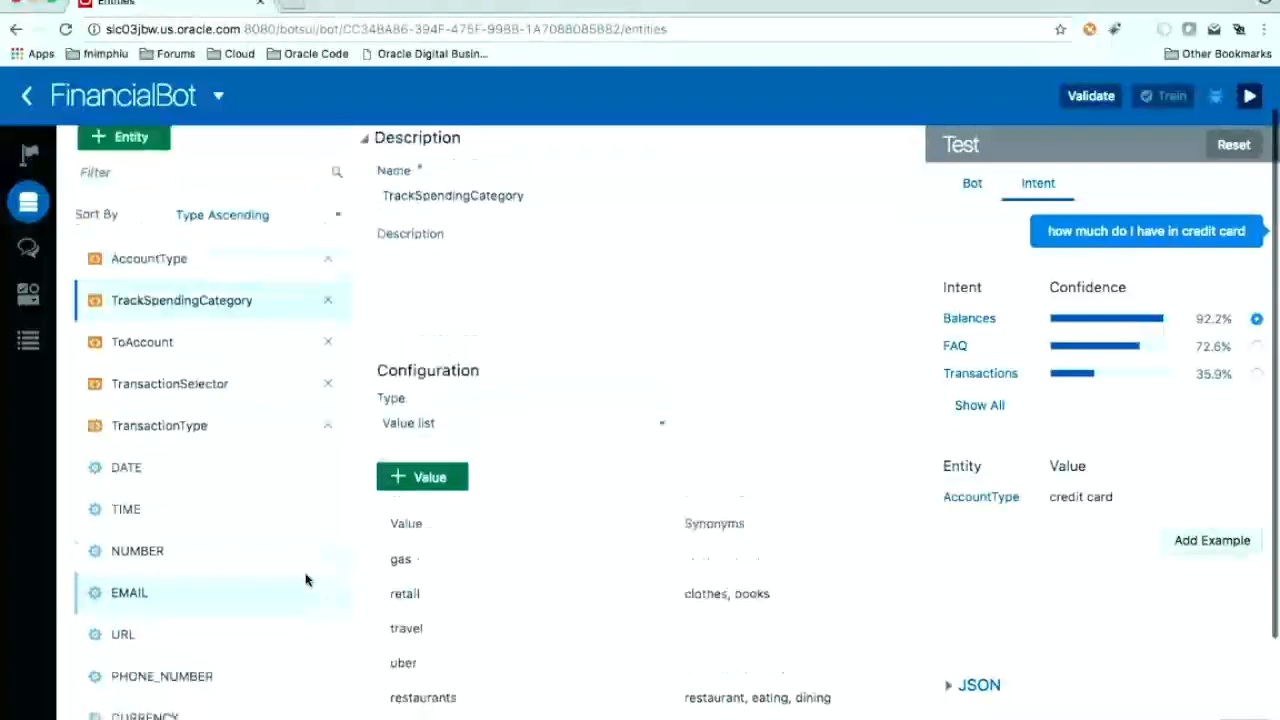 Entities
slc03jbw.us.oracle.com:8080/botsui/bot/CC34BA86-394F-475F-998B-1A7088085B82/entities
Apps fnimphiu Forums Cloud Oracle Code Oracle Digital Busin... Other Bookmarks
FinancialBot
Validate Train
+ Entity
Filter
Sort By Type Ascending
AccountType
TrackSpendingCategory
ToAccount
TransactionSelector
TransactionType
DATE
TIME
NUMBER
EMAIL
URL
PHONE_NUMBER
CURRENCY
Description
Name *
TrackSpendingCategory
Description
Configuration
Type
Value list
+ Value
Value Synonyms
gas
retail clothes, books
travel
uber
restaurants restaurant, eating, dining
Test Reset
Bot Intent
how much do I have in credit card
Intent Confidence
Balances 92.2%
FAQ 72.6%
Transactions 35.9%
Show All
Entity Value
AccountType credit card
Add Example
JSON